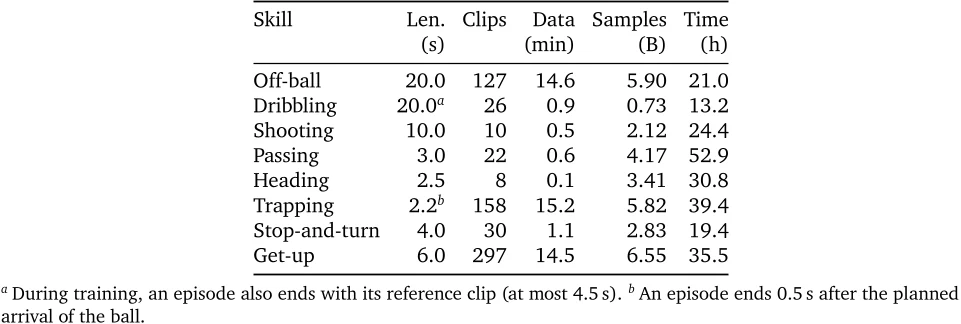 Skill Len. Clips Data Samples Time
(s) (min) (B) (h)
Off-ball 20.0 127 14.6 5.90 21.0
Dribbling 20.0ᵃ 26 0.9 0.73 13.2
Shooting 10.0 10 0.5 2.12 24.4
Passing 3.0 22 0.6 4.17 52.9
Heading 2.5 8 0.1 3.41 30.8
Trapping 2.2ᵇ 158 15.2 5.82 39.4
Stop-and-turn 4.0 30 1.1 2.83 19.4
Get-up 6.0 297 14.5 6.55 35.5
ᵃ During training, an episode also ends with its reference clip (at most 4.5 s). ᵇ An episode ends 0.5 s after the planned
arrival of the ball.